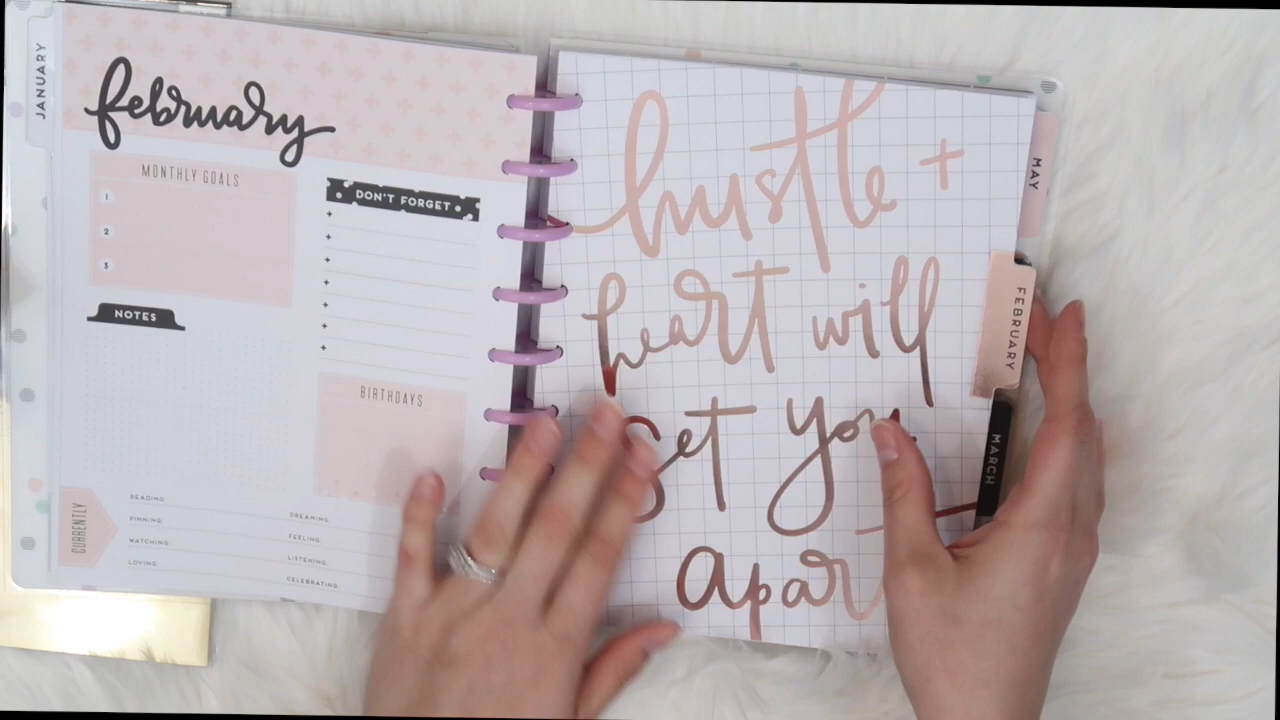 JANUARY
february
MONTHLY GOALS
1
2
3
DON'T FORGET
NOTES
BIRTHDAYS
CURRENTLY
READING:
PINNING:
WATCHING:
LOVING:
DREAMING:
FEELING:
LISTENING:
CELEBRATING:
hustle +
heart will
set you
apar
MAY
FEBRUARY
MARCH